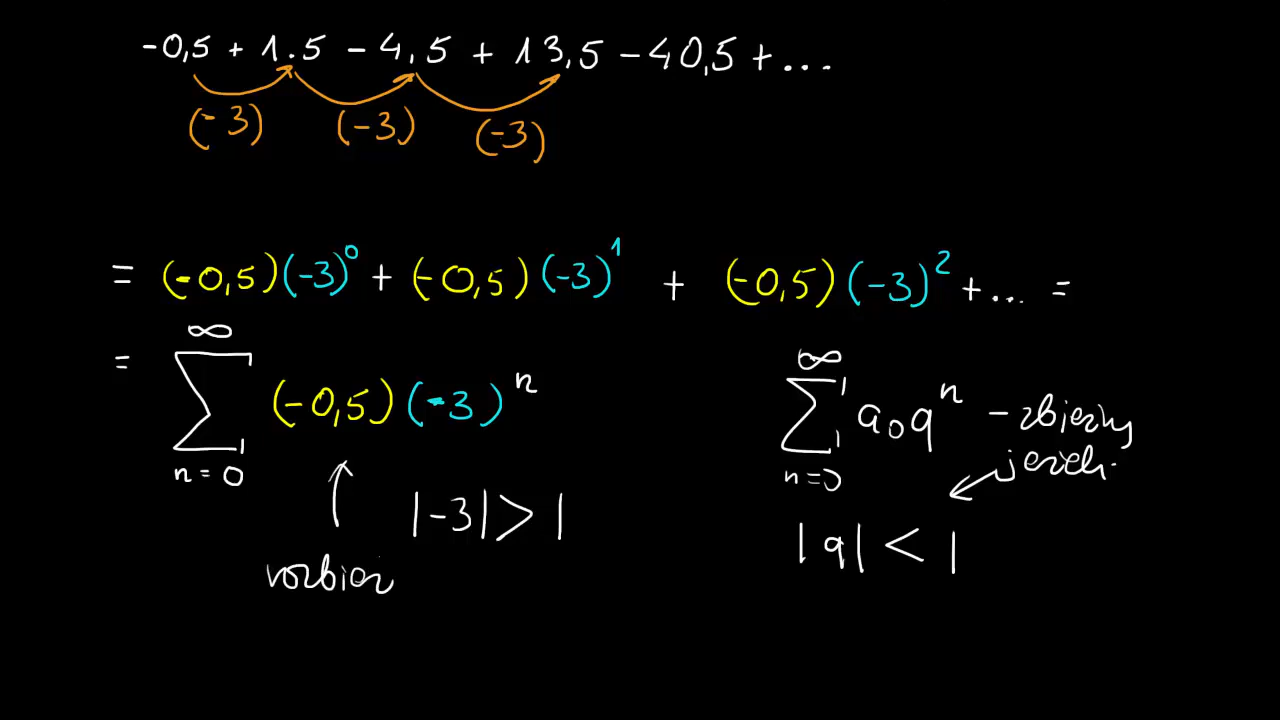 -0,5 + 1.5 - 4,5 + 13,5 - 40,5 + ...
(-3) (-3) (-3)
= (-0,5)(-3)^0 + (-0,5)(-3)^1 + (-0,5)(-3)^2 + ... =
= ∑_{n=0}^{∞} (-0,5)(-3)^n
∑_{n=0}^{∞} a_0 q^n - zbieżny
jeżeli
|q| < 1
|-3| > 1
rozbież